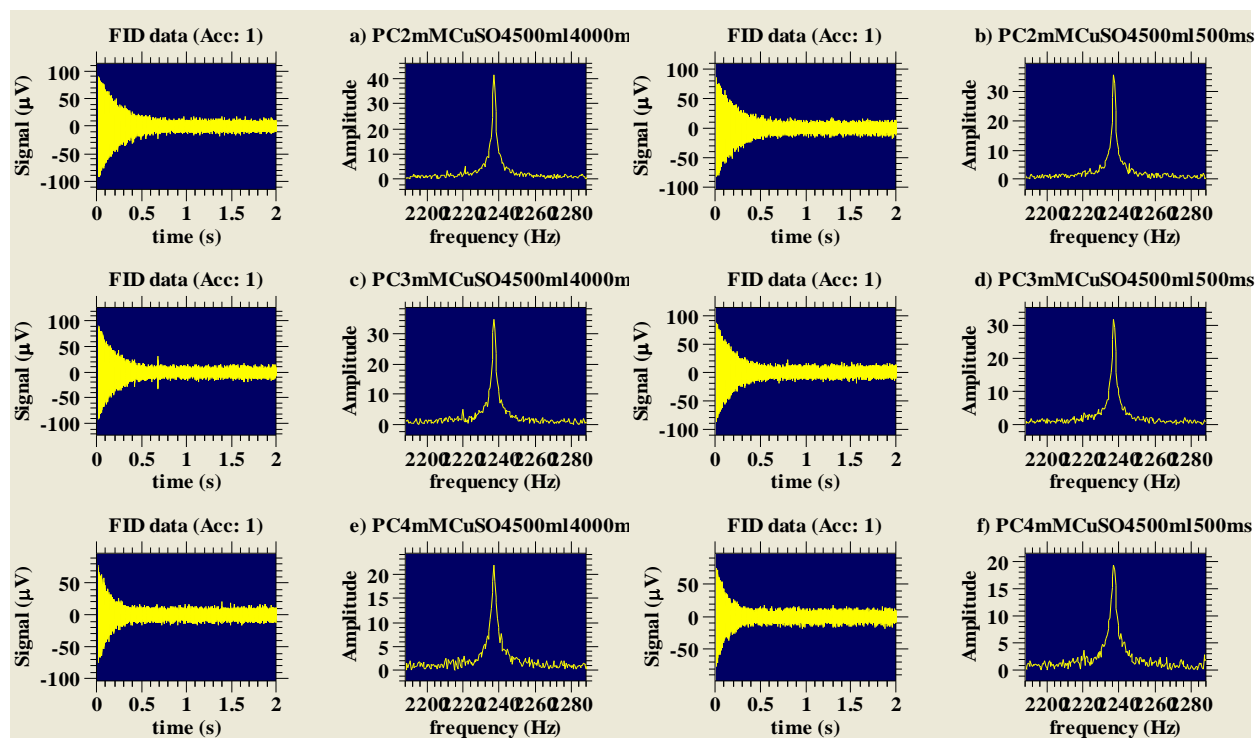 FID data (Acc: 1)
a) PC2mMCuSO4500ml4000m
FID data (Acc: 1)
b) PC2mMCuSO4500ml500ms
Signal (µV)
100
50
0
-50
-100
0 0.5 1 1.5 2
time (s)
Amplitude
40
30
20
10
0
2200 2220 2240 2260 2280
frequency (Hz)
Signal (µV)
100
50
0
-50
-100
0 0.5 1 1.5 2
time (s)
Amplitude
30
20
10
0
2200 2220 2240 2260 2280
frequency (Hz)
FID data (Acc: 1)
c) PC3mMCuSO4500ml4000m
FID data (Acc: 1)
d) PC3mMCuSO4500ml500ms
Signal (µV)
100
50
0
-50
-100
0 0.5 1 1.5 2
time (s)
Amplitude
30
20
10
0
2200 2220 2240 2260 2280
frequency (Hz)
Signal (µV)
100
50
0
-50
-100
0 0.5 1 1.5 2
time (s)
Amplitude
30
20
10
0
2200 2220 2240 2260 2280
frequency (Hz)
FID data (Acc: 1)
e) PC4mMCuSO4500ml4000m
FID data (Acc: 1)
f) PC4mMCuSO4500ml500ms
Signal (µV)
50
0
-50
-100
0 0.5 1 1.5 2
time (s)
Amplitude
20
15
10
5
0
2200 2220 2240 2260 2280
frequency (Hz)
Signal (µV)
50
0
-50
0 0.5 1 1.5 2
time (s)
Amplitude
20
15
10
5
0
2200 2220 2240 2260 2280
frequency (Hz)